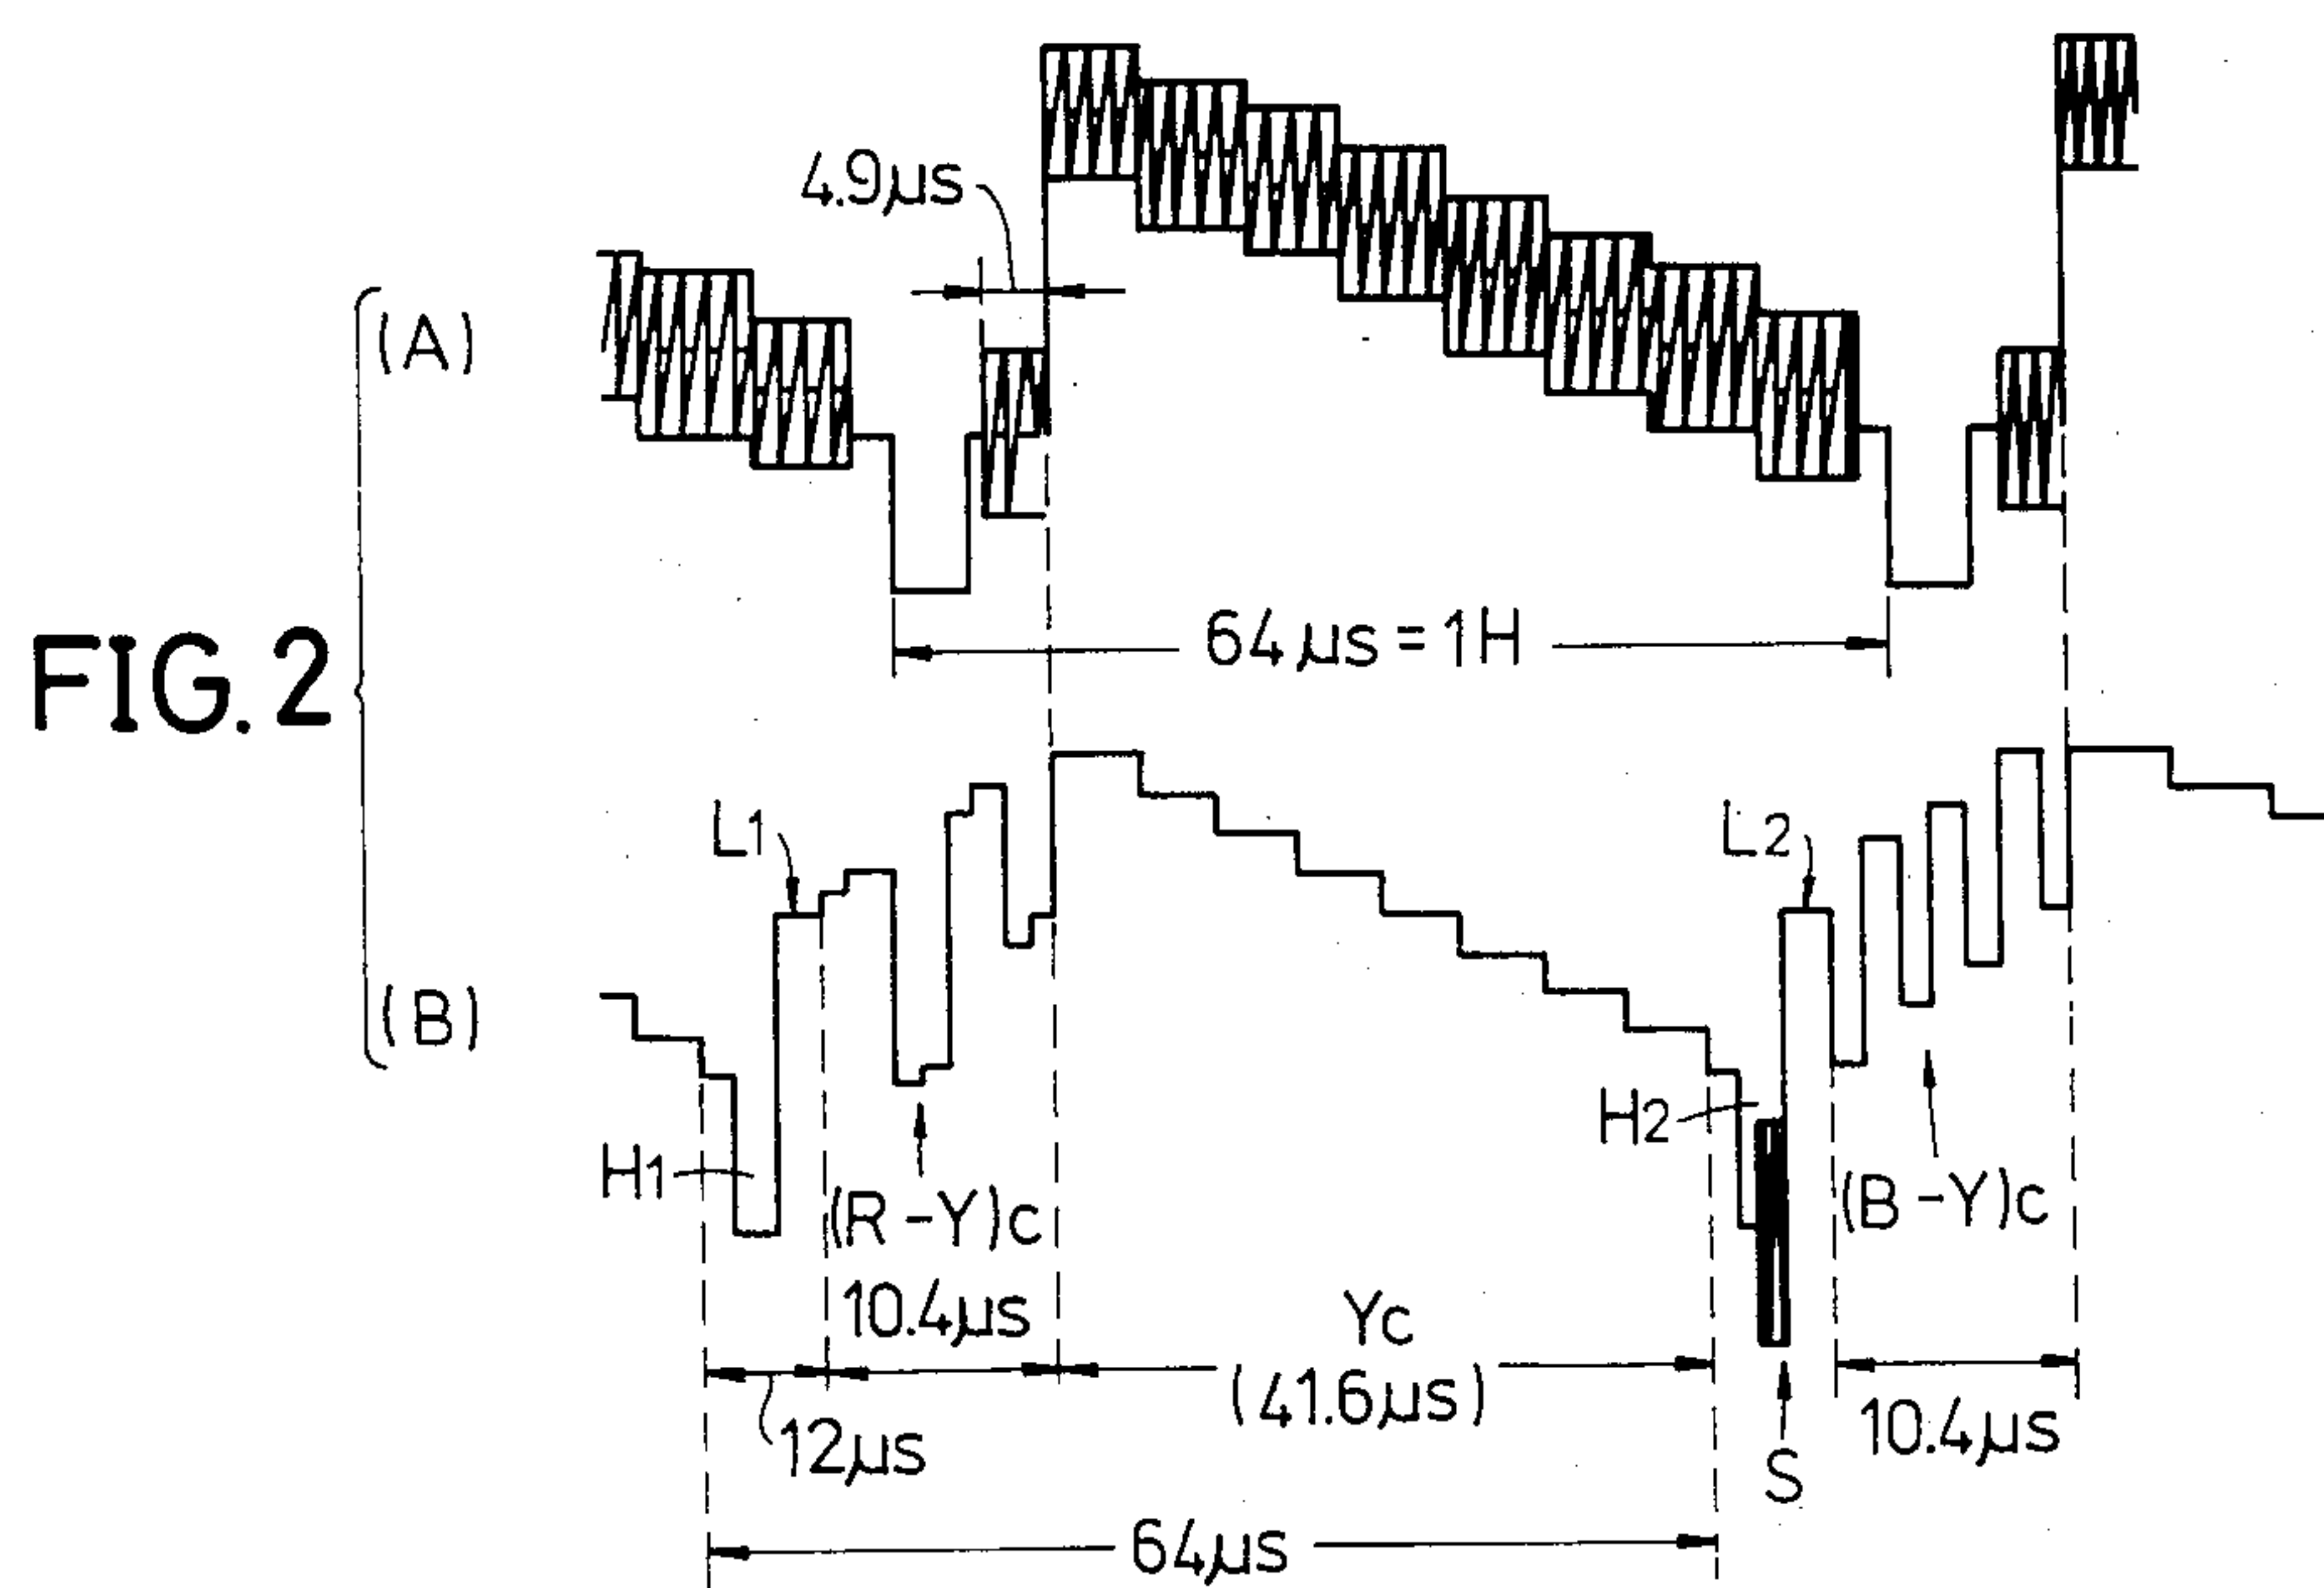 4.9μs
(A)
64μs=1H
FIG.2
L1
L2
(B)
H1
H2
(R-Y)c
(B-Y)c
10.4μs
Yc
(41.6μs)
10.4μs
12μs
S
64μs